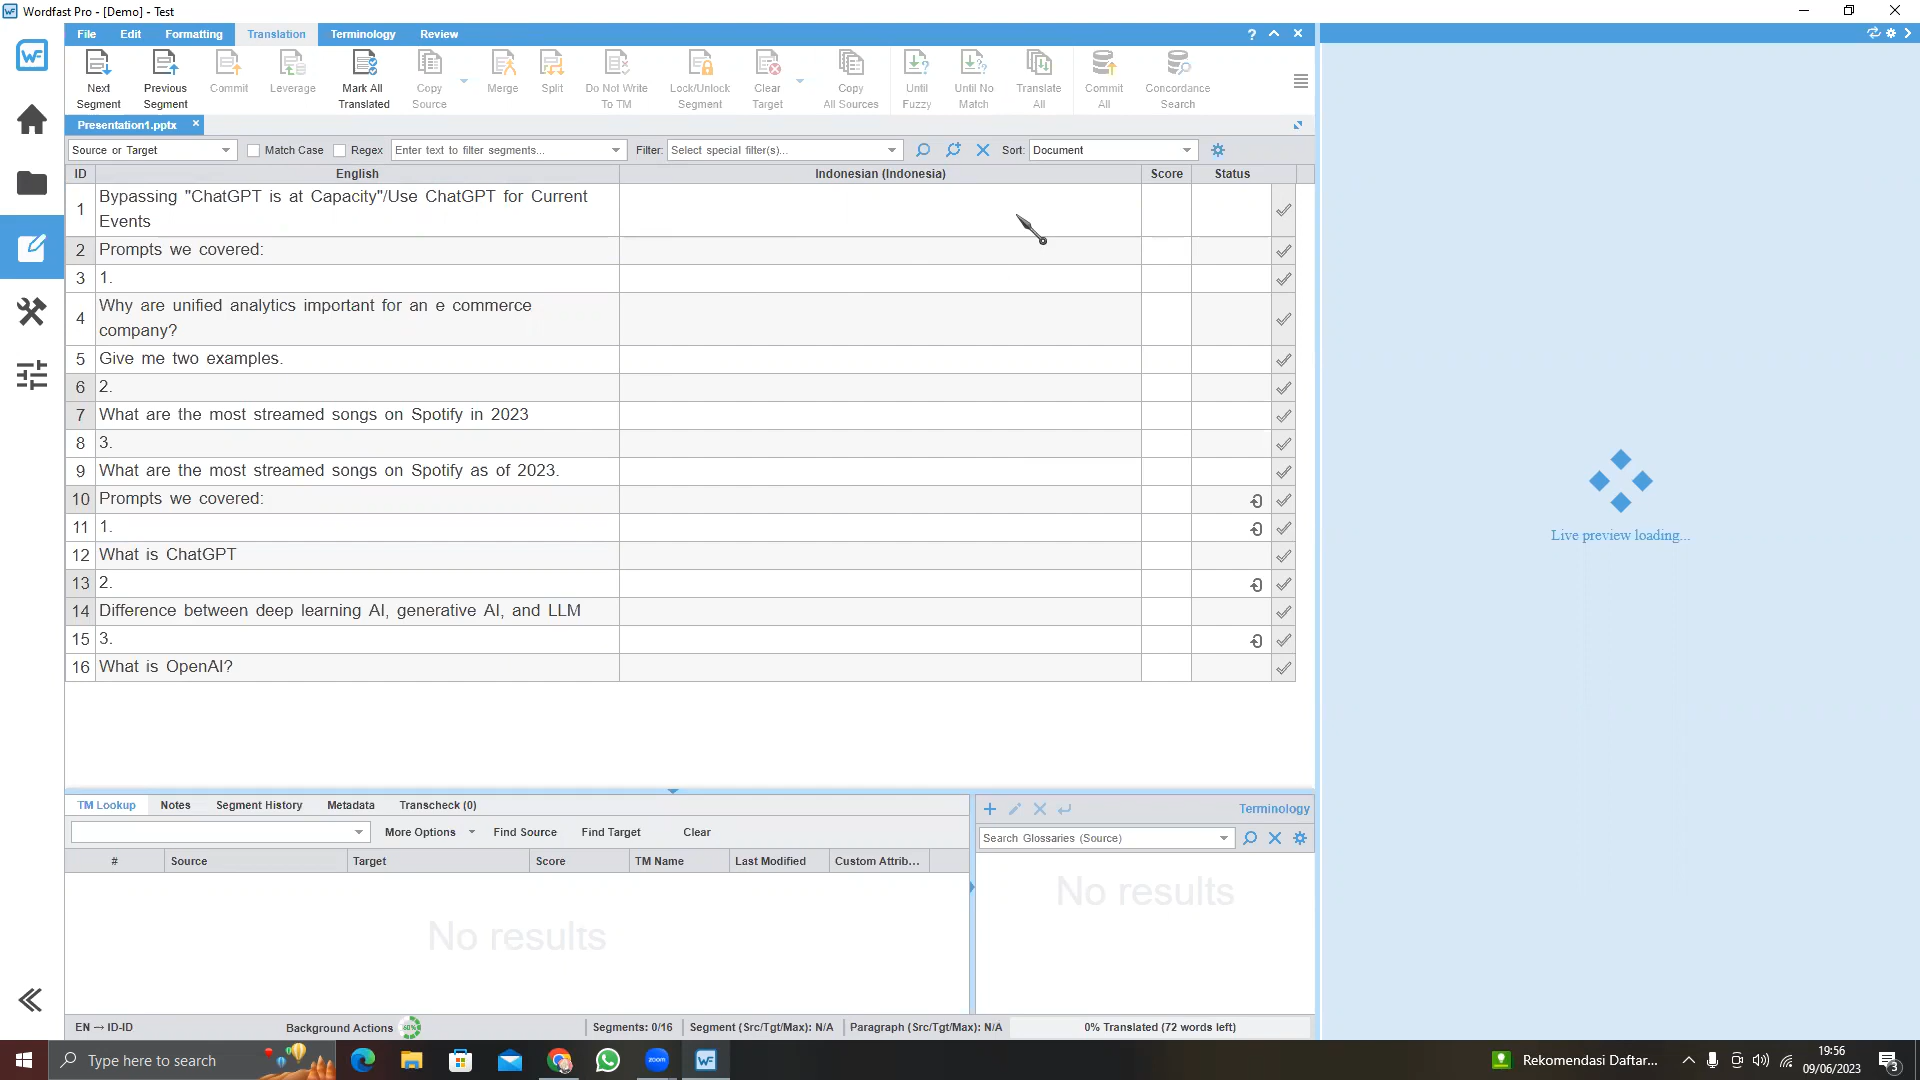 Wordfast Pro - [Demo] - Test
File Edit Formatting Translation Terminology Review
Next Segment
Previous Segment
Commit
Leverage
Mark All Translated
Copy Source
Merge
Split
Do Not Write To TM
Lock/Unlock Segment
Clear Target
Copy All Sources
Until Fuzzy
Until No Match
Translate All
Commit All
Concordance Search
Presentation1.pptx
Source or Target Match Case Regex Enter text to filter segments... Filter: Select special filter(s)... Sort: Document
ID English Indonesian (Indonesia) Score Status
1 Bypassing "ChatGPT is at Capacity"/Use ChatGPT for Current
Events
2 Prompts we covered:
3 1.
4 Why are unified analytics important for an e commerce
company?
5 Give me two examples.
6 2.
7 What are the most streamed songs on Spotify in 2023
8 3.
9 What are the most streamed songs on Spotify as of 2023.
10 Prompts we covered:
11 1.
12 What is ChatGPT
13 2.
14 Difference between deep learning AI, generative AI, and LLM
15 3.
16 What is OpenAI?
Live preview loading...
TM Lookup Notes Segment History Metadata Transcheck (0)
More Options Find Source Find Target Clear
# Source Target Score TM Name Last Modified Custom Attrib...
No results
Terminology
Search Glossaries (Source)
No results
EN → ID-ID Background Actions 60% Segments: 0/16 Segment (Src/Tgt/Max): N/A Paragraph (Src/Tgt/Max): N/A 0% Translated (72 words left)
Type here to search
zoom
WF
Rekomendasi Daftar...
19:56
09/06/2023
3